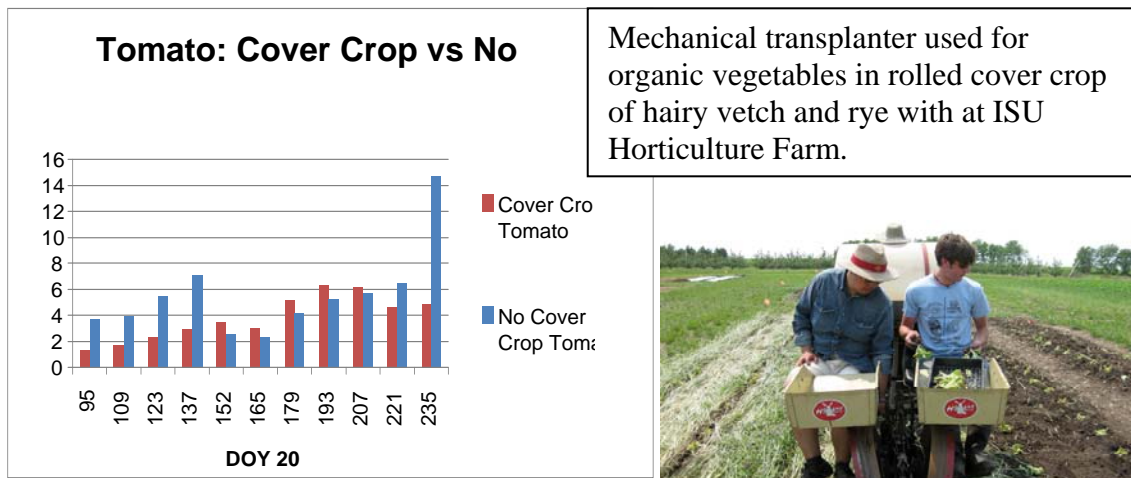 Tomato: Cover Crop vs No
16
14
12
10
8
6
4
2
0
95
109
123
137
152
165
179
193
207
221
235
DOY 20
Cover Cro
Tomato
No Cover
Crop Toma
Mechanical transplanter used for
organic vegetables in rolled cover crop
of hairy vetch and rye with at ISU
Horticulture Farm.